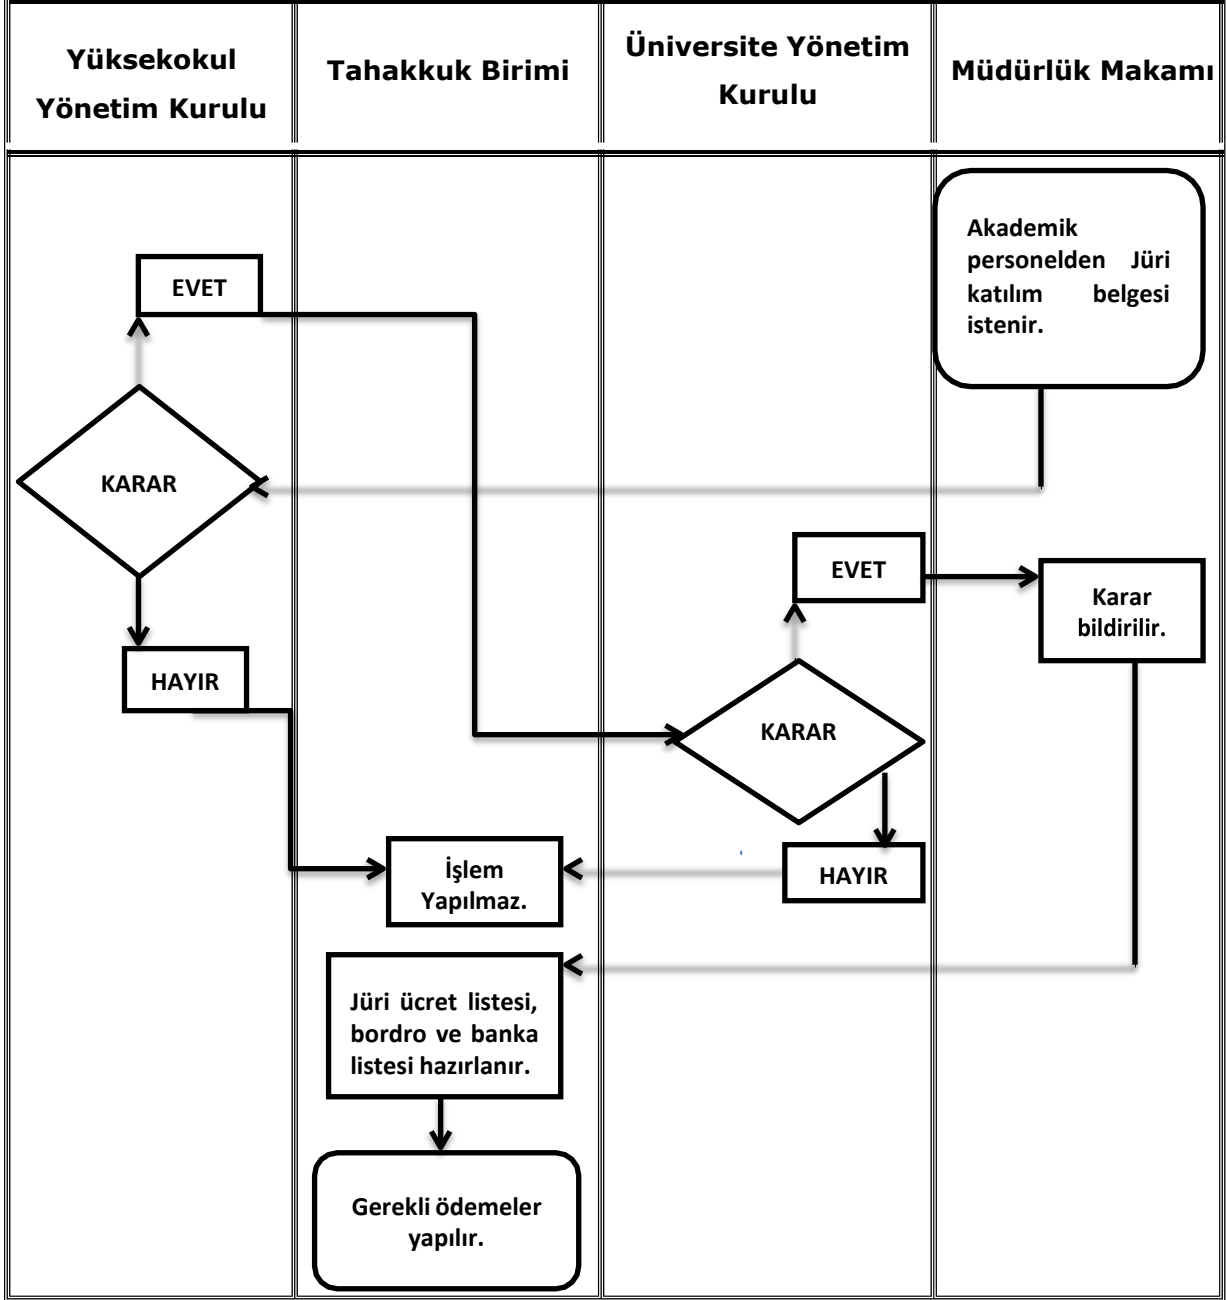 Yüksekokul
Yönetim Kurulu
Tahakkuk Birimi
Üniversite Yönetim
Kurulu
Müdürlük Makamı
Akademik
personelden Jüri
katılım belgesi
istenir.
EVET
KARAR
HAYIR
EVET
Karar
bildirilir.
KARAR
HAYIR
İşlem
Yapılmaz.
Jüri ücret listesi,
bordro ve banka
listesi hazırlanır.
Gerekli ödemeler
yapılır.